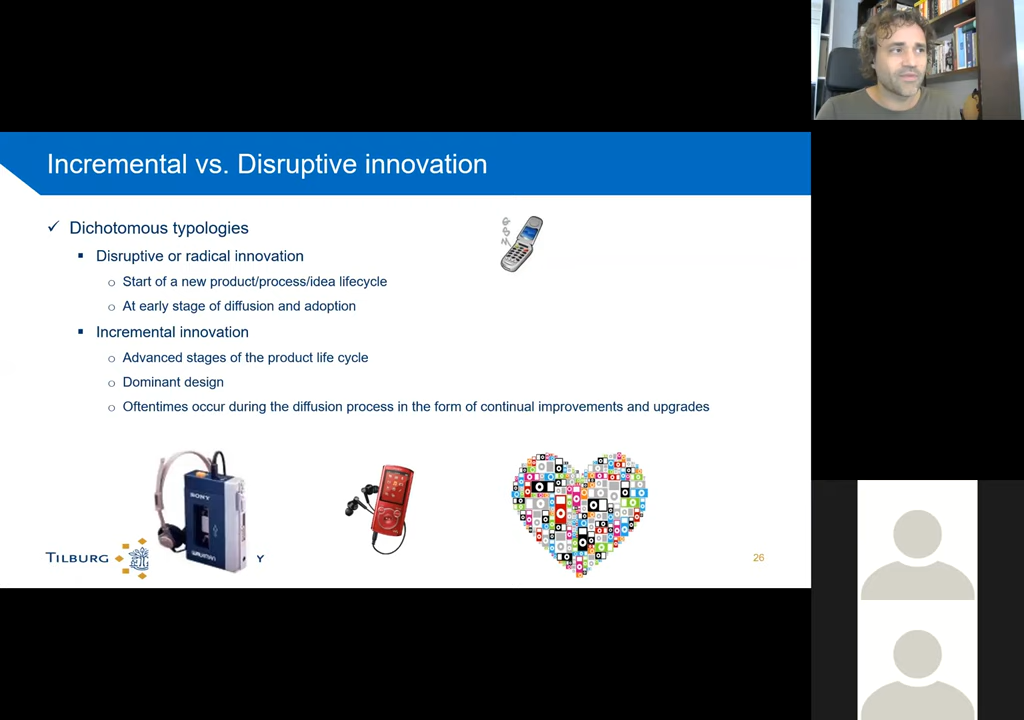 Incremental vs. Disruptive innovation
✓ Dichotomous typologies
▪ Disruptive or radical innovation
o Start of a new product/process/idea lifecycle
o At early stage of diffusion and adoption
▪ Incremental innovation
o Advanced stages of the product life cycle
o Dominant design
o Oftentimes occur during the diffusion process in the form of continual improvements and upgrades
SONY
WALKMAN
TILBURG
Y
26